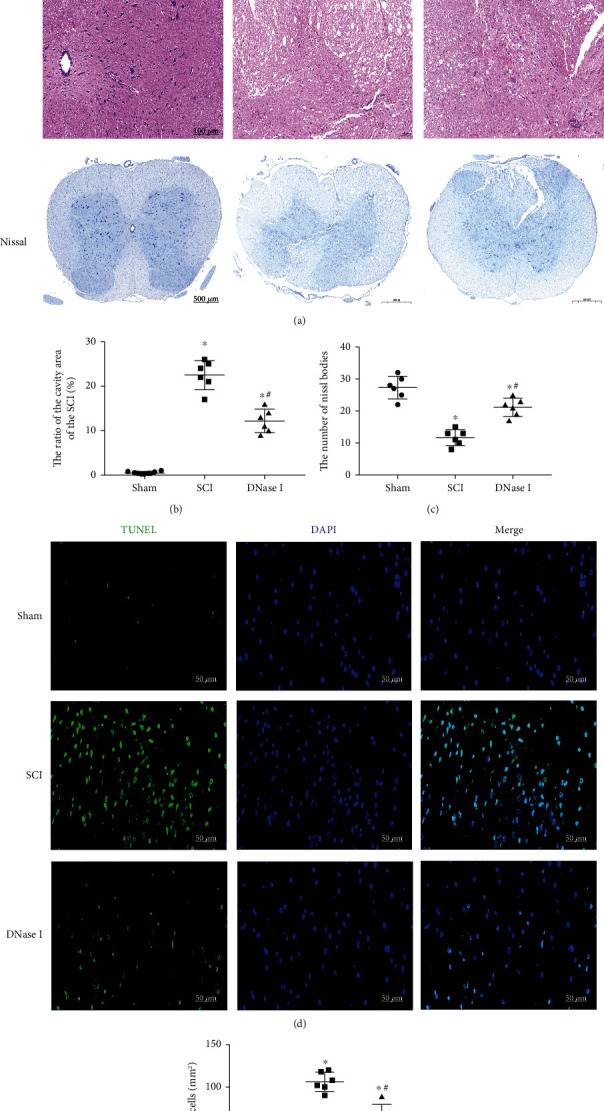 100 µm
Nissal
500 µm
(a)
The ratio of the cavity area
of the SCI (%)
30
20
10
0
*
*#
Sham SCI DNase I
(b)
The number of nissl bodies
40
30
20
10
0
*
*#
Sham SCI DNase I
(c)
TUNEL DAPI Merge
Sham
50 µm 50 µm 50 µm
SCI
50 µm 50 µm 50 µm
DNase I
50 µm 50 µm 50 µm
(d)
cells (mm²)
150
100
*
*#